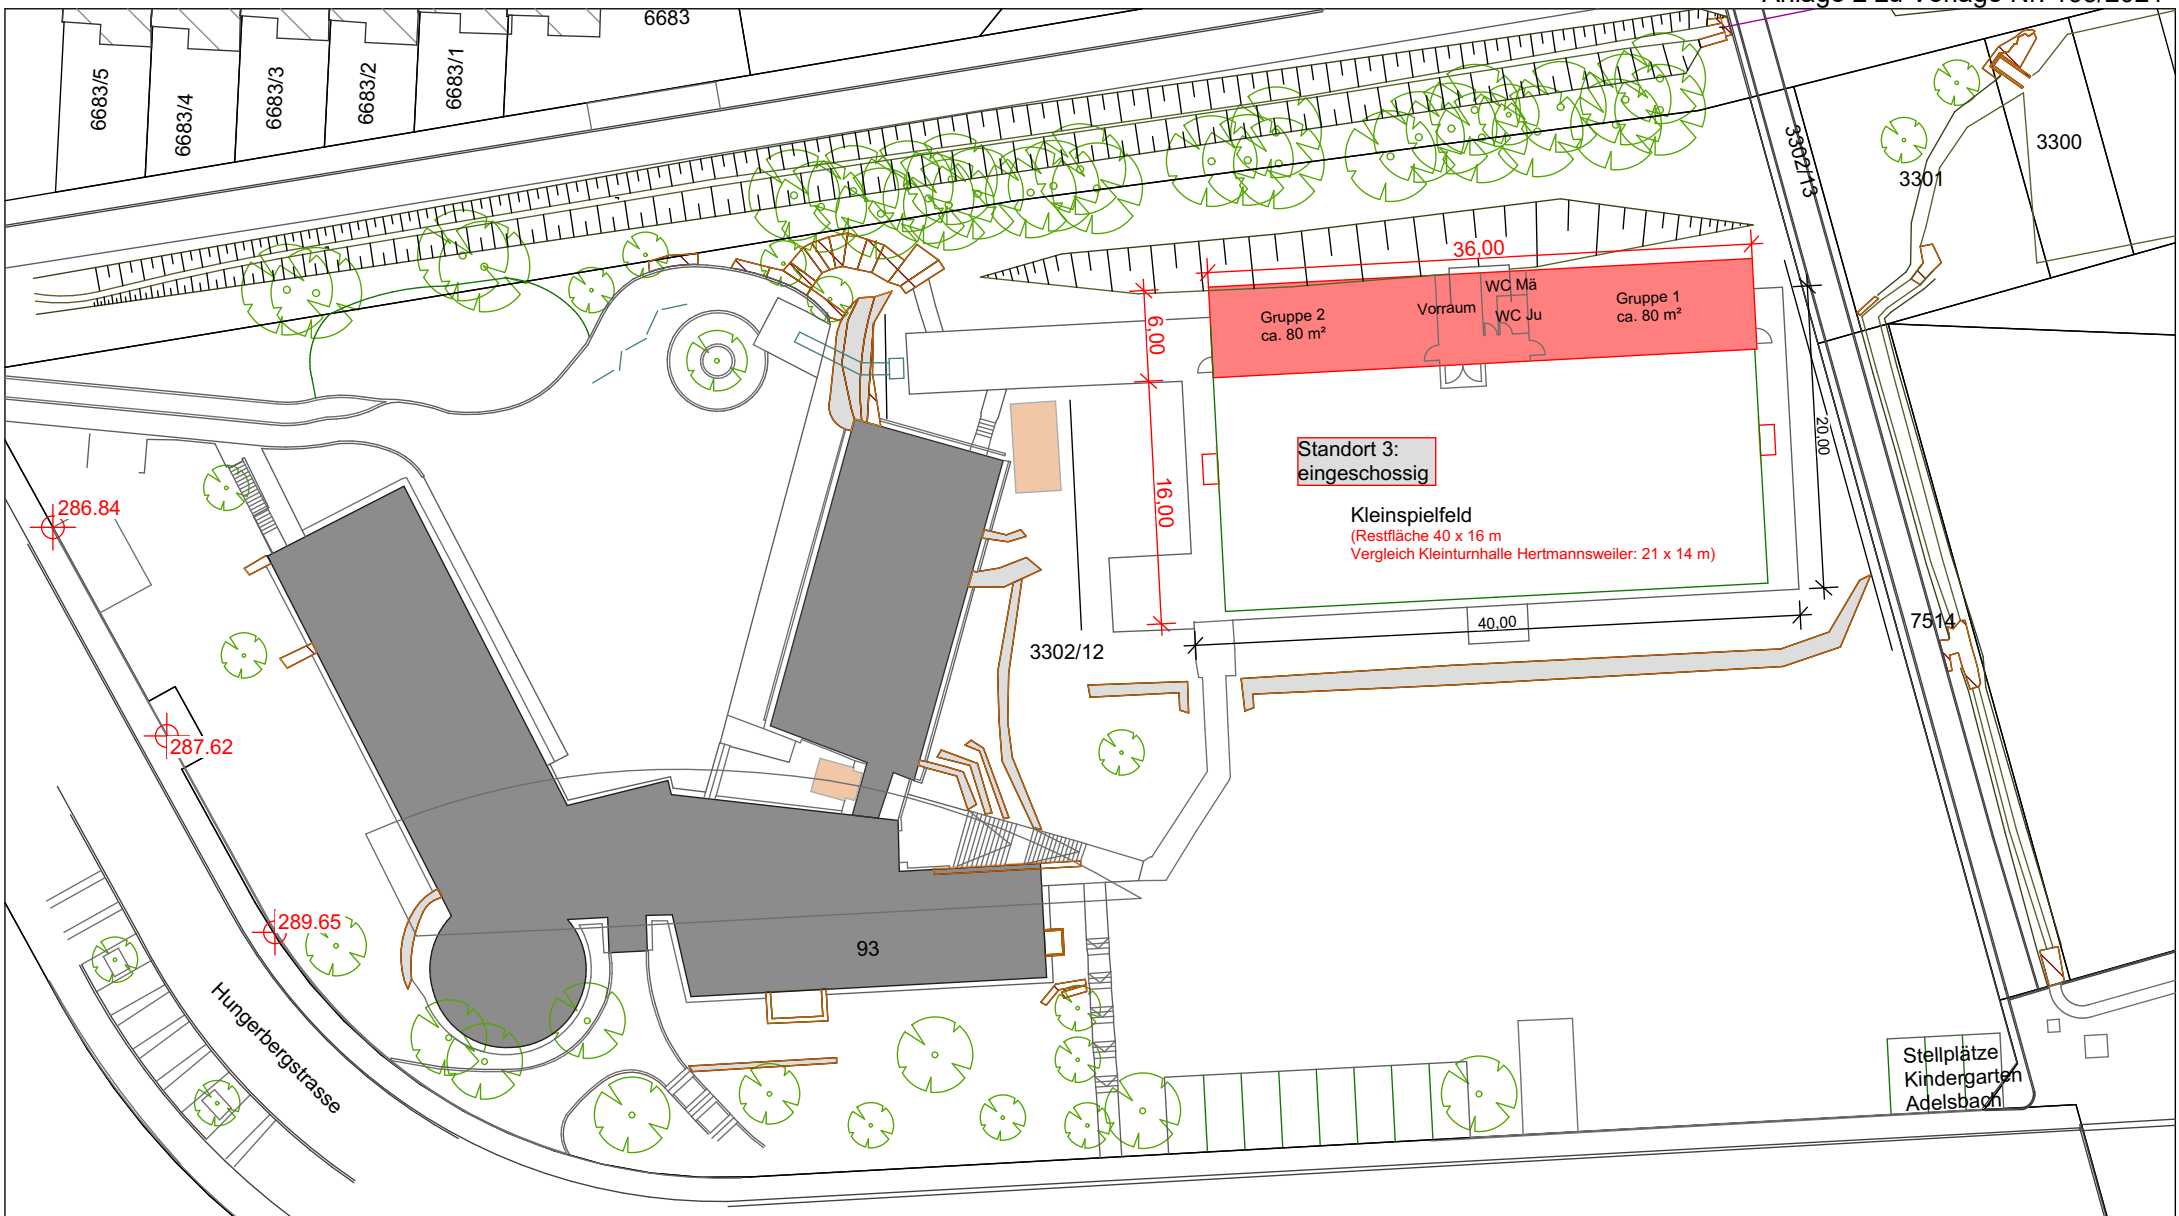 6683
6683/5
6683/4
6683/3
6683/2
6683/1
3302/13
3301
3300
36,00
6,00
Gruppe 2
ca. 80 m²
Vorraum
WC Mä
WC Ju
Gruppe 1
ca. 80 m²
20,00
16,00
Standort 3:
eingeschossig
Kleinspielfeld
(Restfläche 40 x 16 m
Vergleich Kleinturnhalle Hertmannsweiler: 21 x 14 m)
286.84
40,00
7514
3302/12
287.62
289.65
93
Hungerbergstrasse
Stellplätze
Kindergarten
Adelsbach